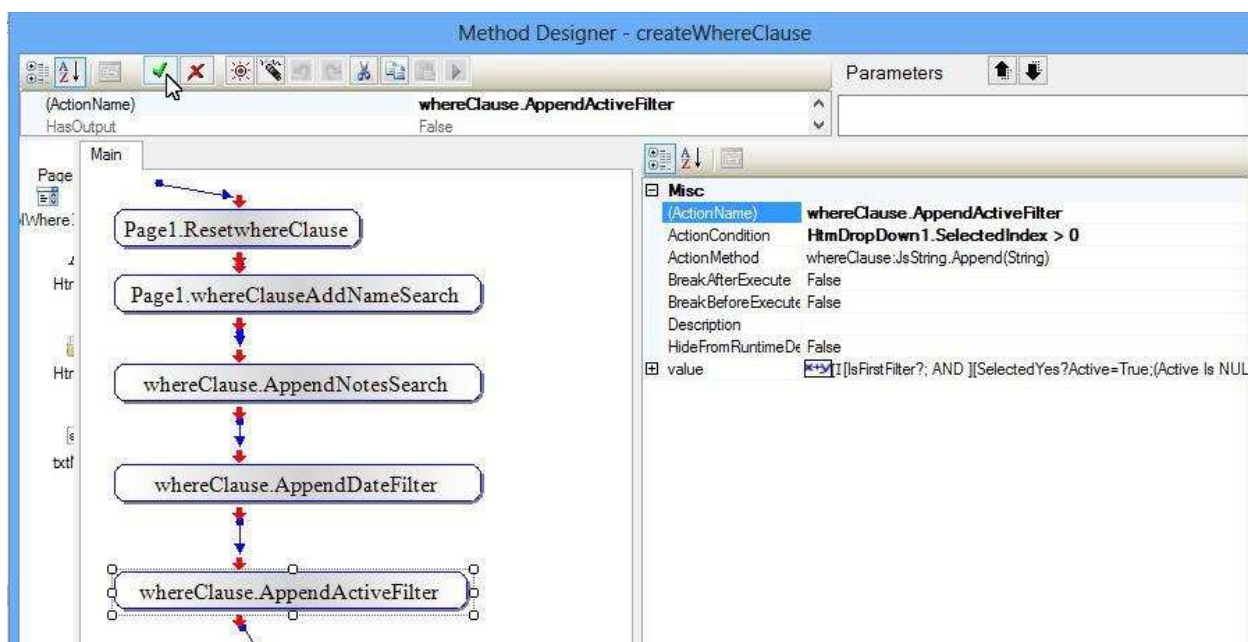 Method Designer - createWhereClause
Parameters
(ActionName) whereClause.AppendActiveFilter
HasOutput False
Main
Page
Page1.ResetwhereClause
Page1.whereClauseAddNameSearch
Htr
whereClause.AppendNotesSearch
Htr
whereClause.AppendDateFilter
whereClause.AppendActiveFilter
Misc
(ActionName) whereClause.AppendActiveFilter
ActionCondition HtmDropDown1.SelectedIndex > 0
ActionMethod whereClause:JsString.Append(String)
BreakAfterExecute False
BreakBeforeExecute False
Description
HideFromRuntimeDe False
value [IsFirstFilter?; AND ][SelectedYes?Active=True;(Active Is NUL